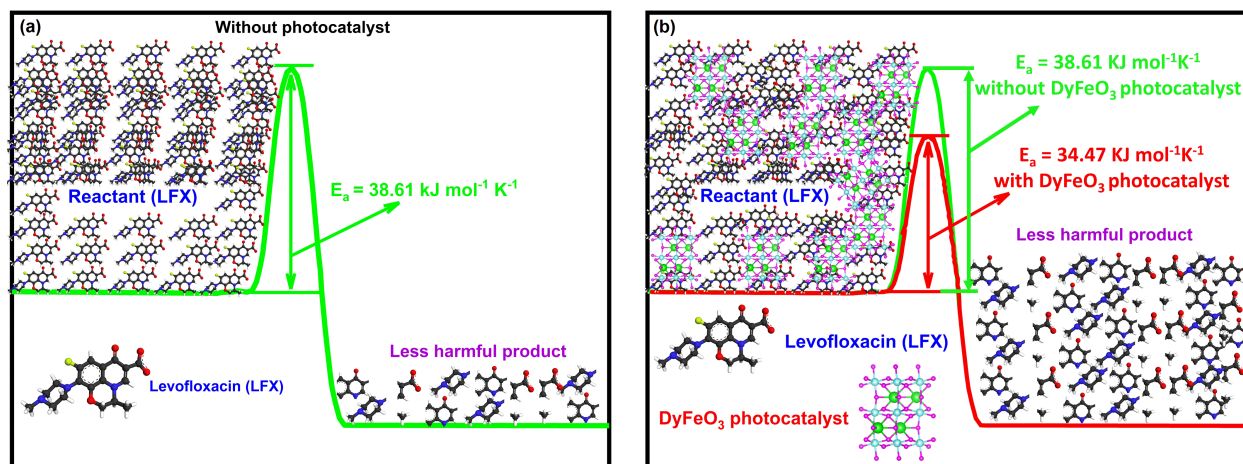 (a)
Without photocatalyst
Reactant (LFX)
Eₐ = 38.61 kJ mol⁻¹ K⁻¹
Less harmful product
Levofloxacin (LFX)
(b)
Eₐ = 38.61 KJ mol⁻¹K⁻¹
without DyFeO₃ photocatalyst
Eₐ = 34.47 KJ mol⁻¹K⁻¹
with DyFeO₃ photocatalyst
Reactant (LFX)
Less harmful product
Levofloxacin (LFX)
DyFeO₃ photocatalyst